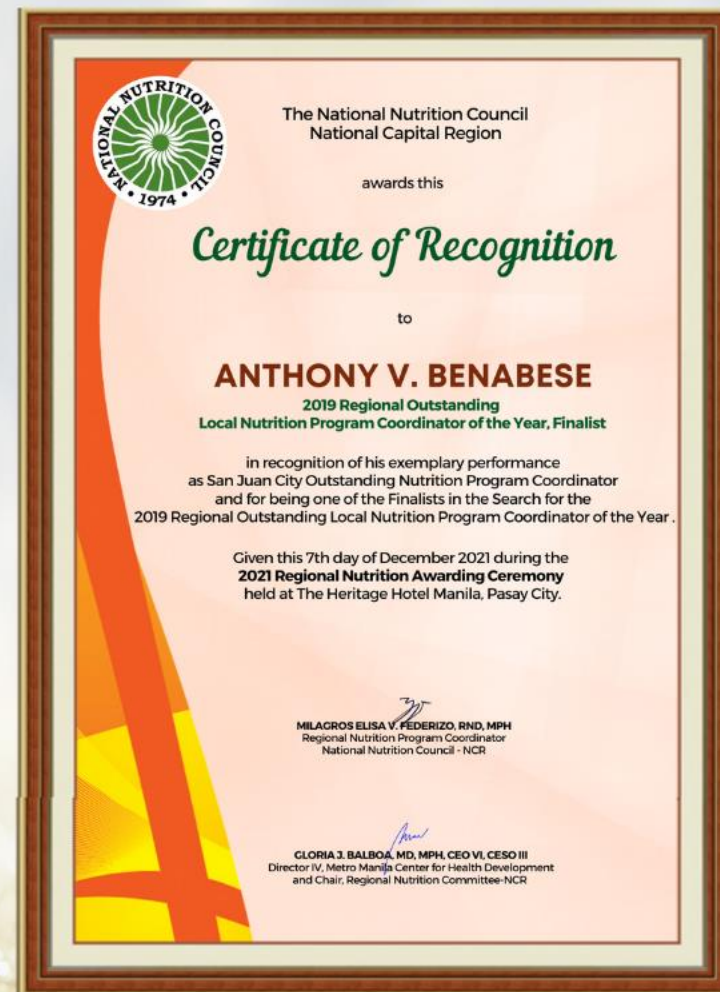 NATIONAL NUTRITION COUNCIL
• 1974 •
The National Nutrition Council
National Capital Region
awards this
Certificate of Recognition
to
ANTHONY V. BENABESE
2019 Regional Outstanding
Local Nutrition Program Coordinator of the Year, Finalist
in recognition of his exemplary performance
as San Juan City Outstanding Nutrition Program Coordinator
and for being one of the Finalists in the Search for the
2019 Regional Outstanding Local Nutrition Program Coordinator of the Year .
Given this 7th day of December 2021 during the
2021 Regional Nutrition Awarding Ceremony
held at The Heritage Hotel Manila, Pasay City.
MILAGROS ELISA V. FEDERIZO, RND, MPH
Regional Nutrition Program Coordinator
National Nutrition Council - NCR
GLORIA J. BALBOA, MD, MPH, CEO VI, CESO III
Director IV, Metro Manila Center for Health Development
and Chair, Regional Nutrition Committee-NCR